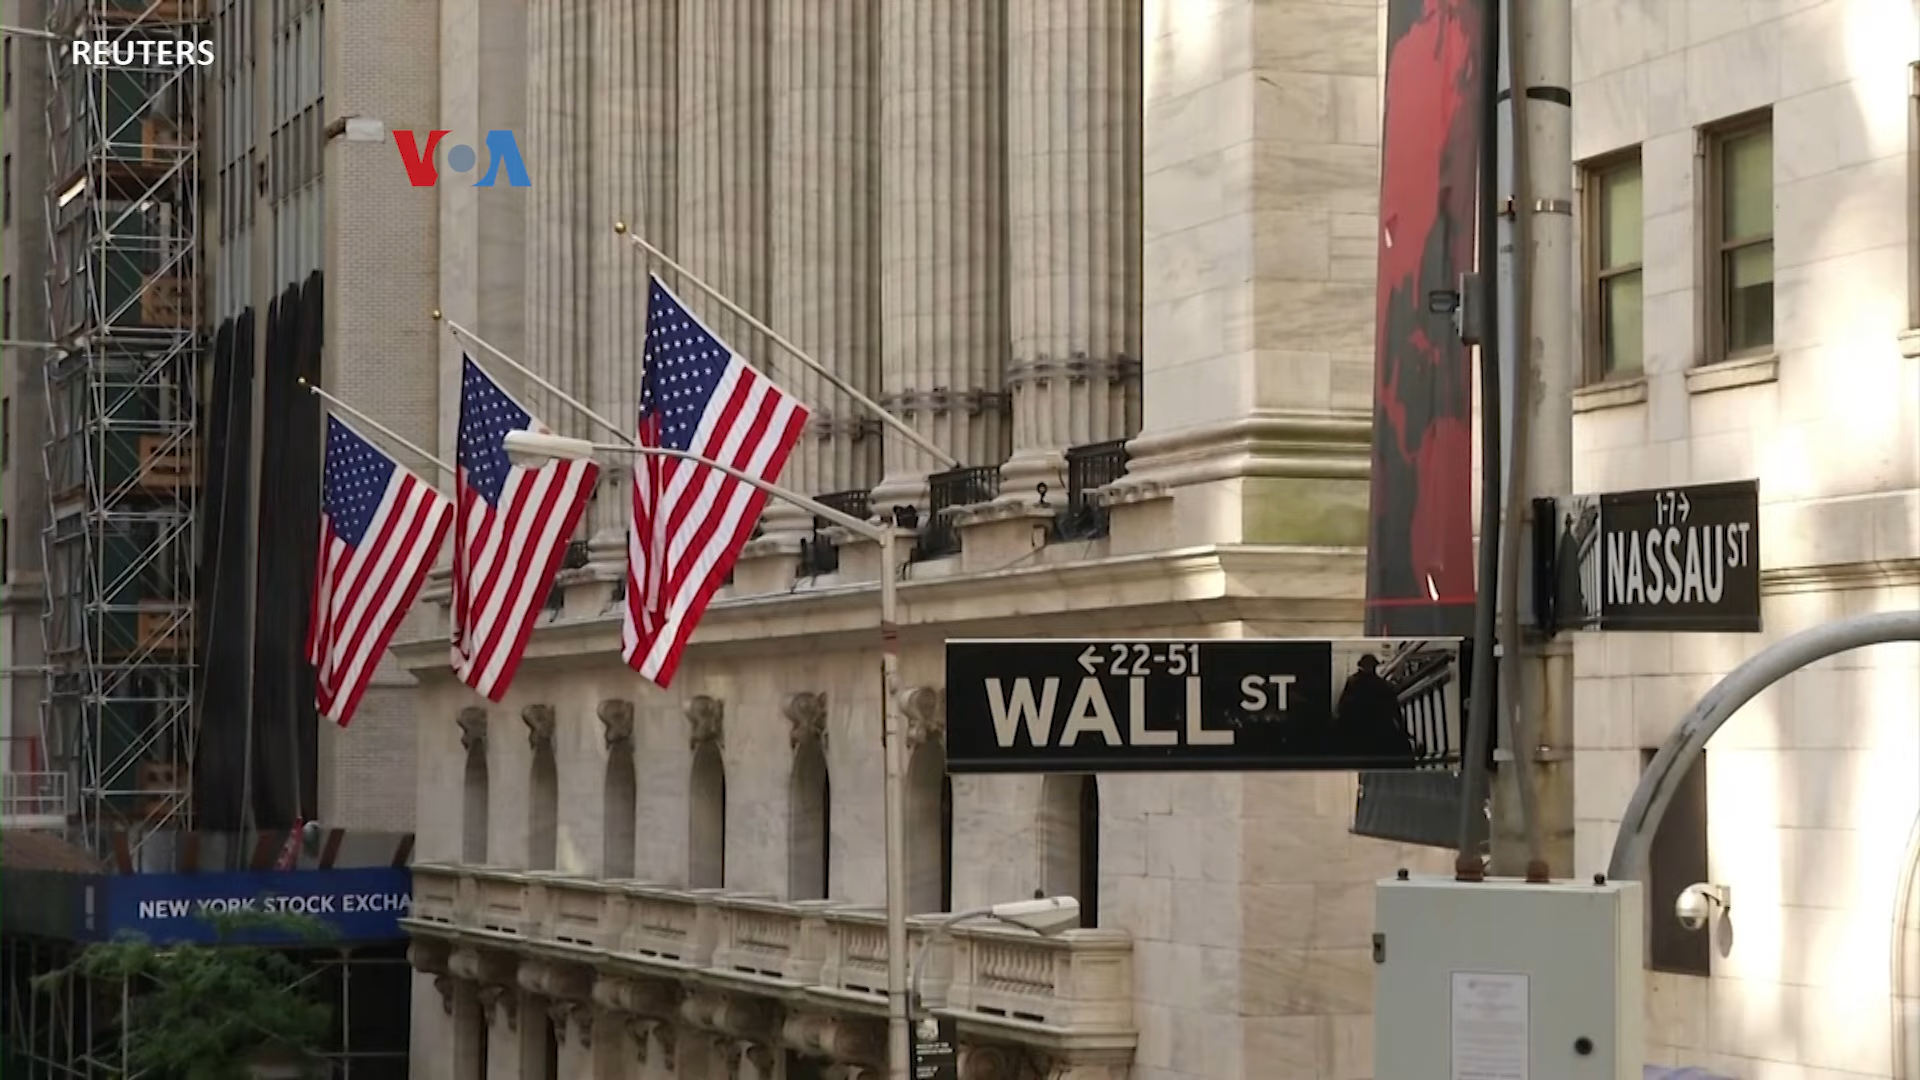 REUTERS
VOA
1-7→
NASSAU ST
←22-51
WALL ST
NEW YORK STOCK EXCHA